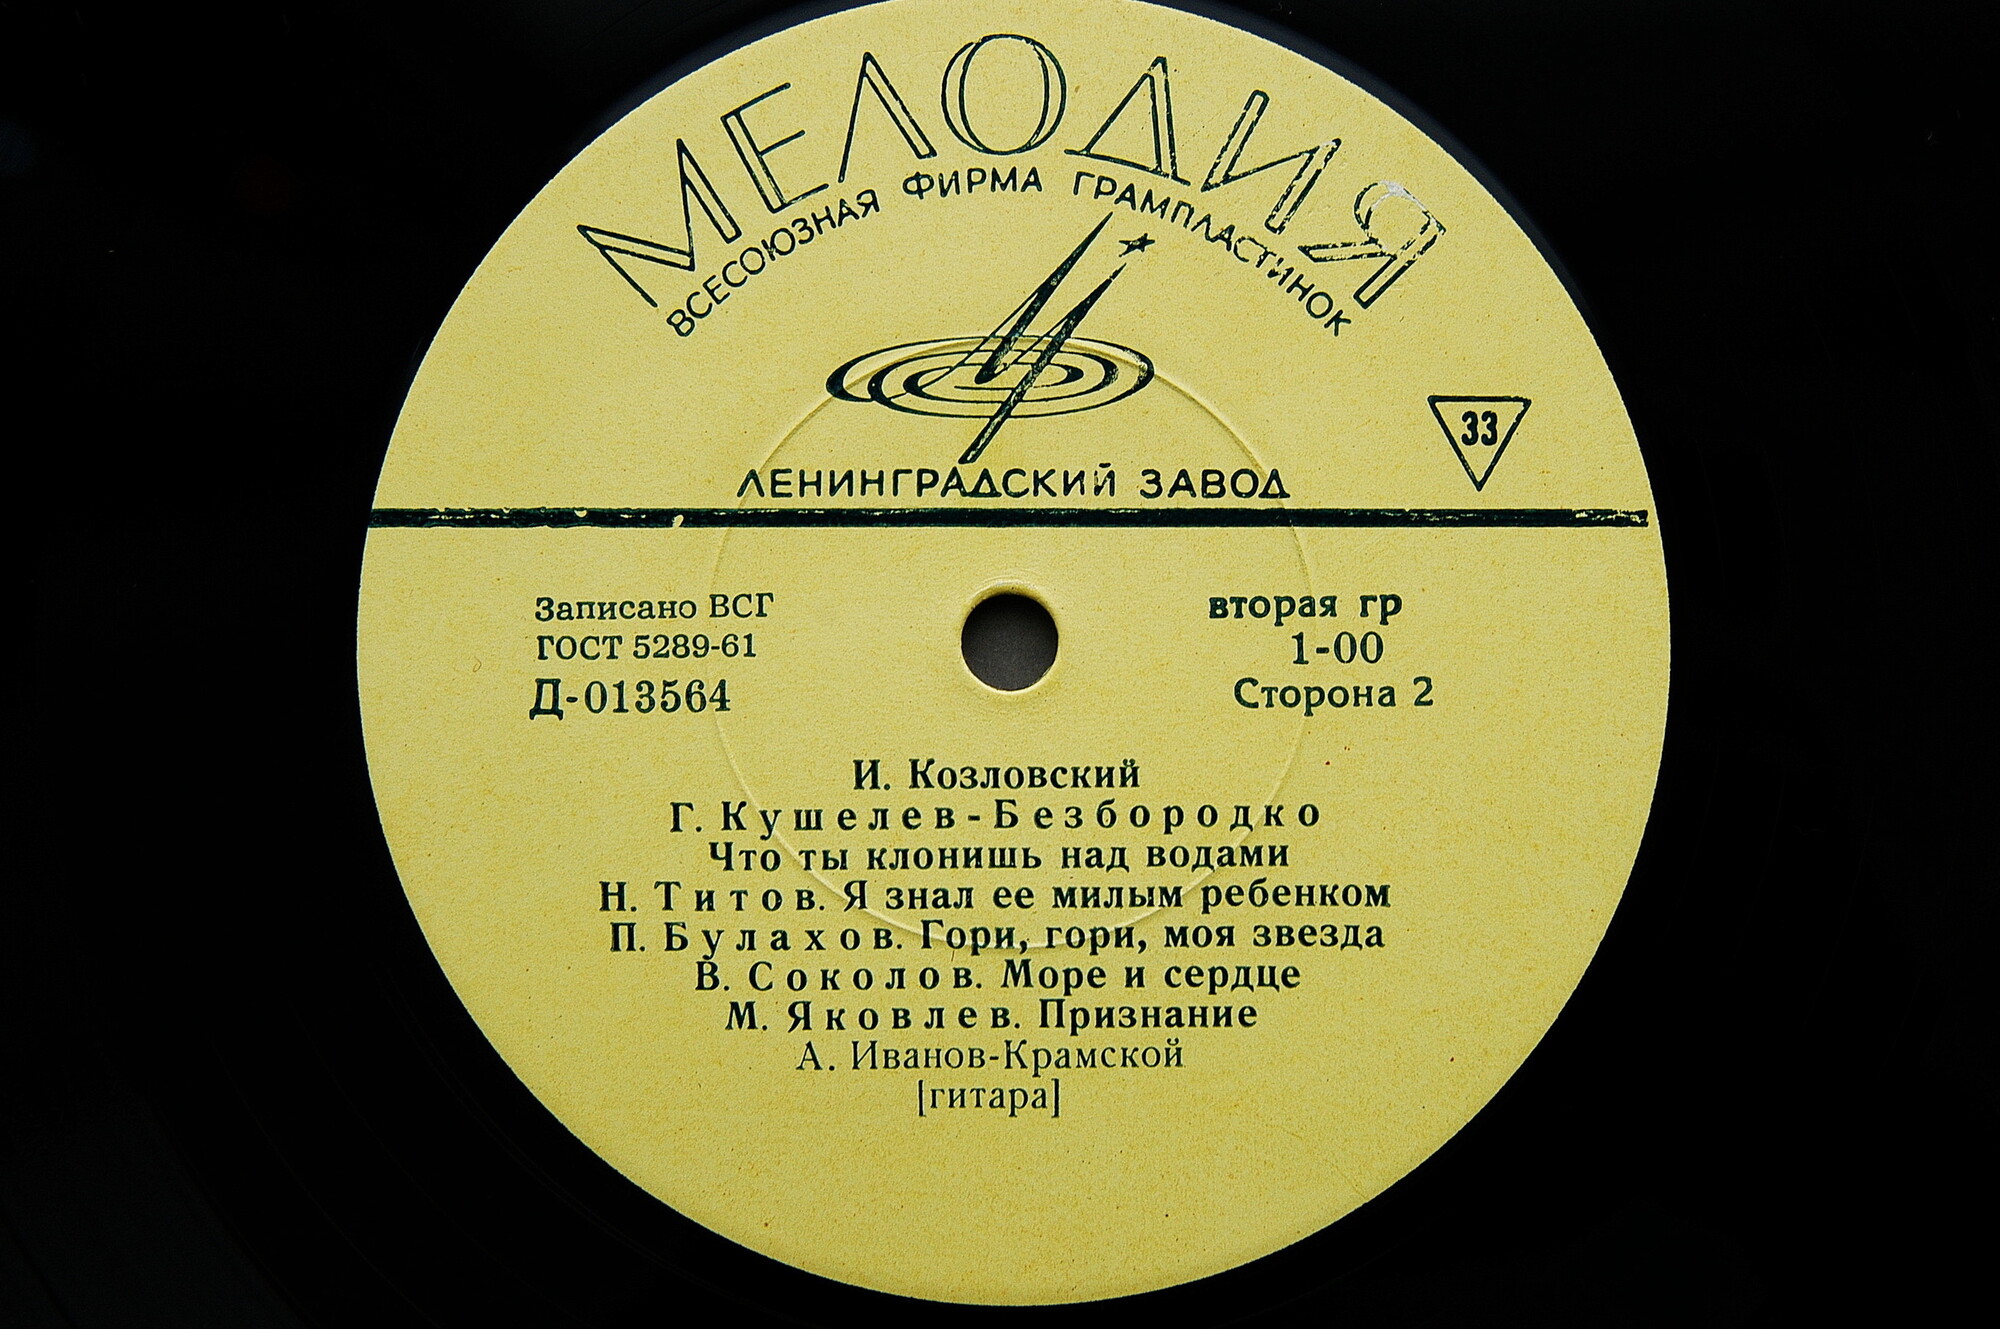 МЕЛОДИЯ
ВСЕСОЮЗНАЯ ФИРМА ГРАМПЛАСТИНОК
33
ЛЕНИНГРАДСКИЙ ЗАВОД
Записано ВСГ
ГОСТ 5289-61
Д-013564
вторая гр
1-00
Сторона 2
И. Козловский
Г. Кушелев-Безбородко
Что ты клонишь над водами
Н. Титов. Я знал ее милым ребенком
П. Булахов. Гори, гори, моя звезда
В. Соколов. Море и сердце
М. Яковлев. Признание
А. Иванов-Крамской
[гитара]